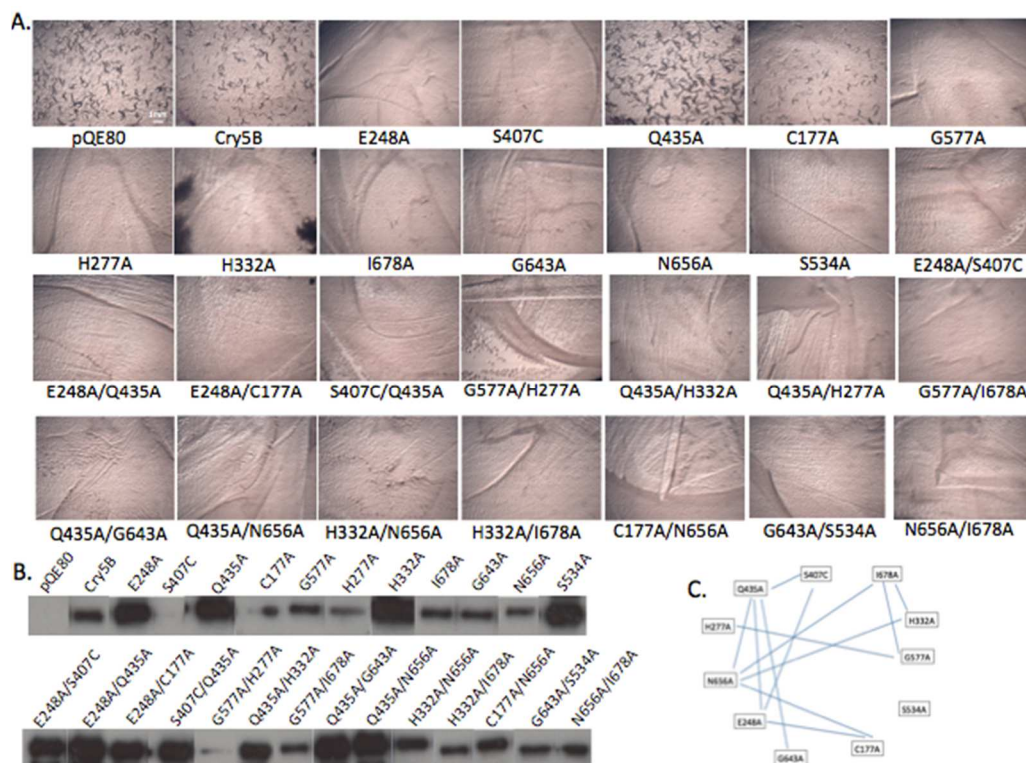 A.
pQE80 Cry5B E248A S407C Q435A C177A G577A
H277A H332A I678A G643A N656A S534A E248A/S407C
E248A/Q435A E248A/C177A S407C/Q435A G577A/H277A Q435A/H332A Q435A/H277A G577A/I678A
Q435A/G643A Q435A/N656A H332A/N656A H332A/I678A C177A/N656A G643A/S534A N656A/I678A
B.
pQE80 Cry5B E248A S407C Q435A C177A G577A H277A H332A I678A G643A N656A S534A
E248A/S407C E248A/Q435A E248A/C177A S407C/Q435A G577A/H277A Q435A/H332A G577A/I678A Q435A/G643A Q435A/N656A H332A/N656A H332A/I678A C177A/N656A G643A/S534A N656A/I678A
C.
S407C I678A
Q435A
H332A
H277A
G577A
N656A
S534A
E248A
C177A
G643A